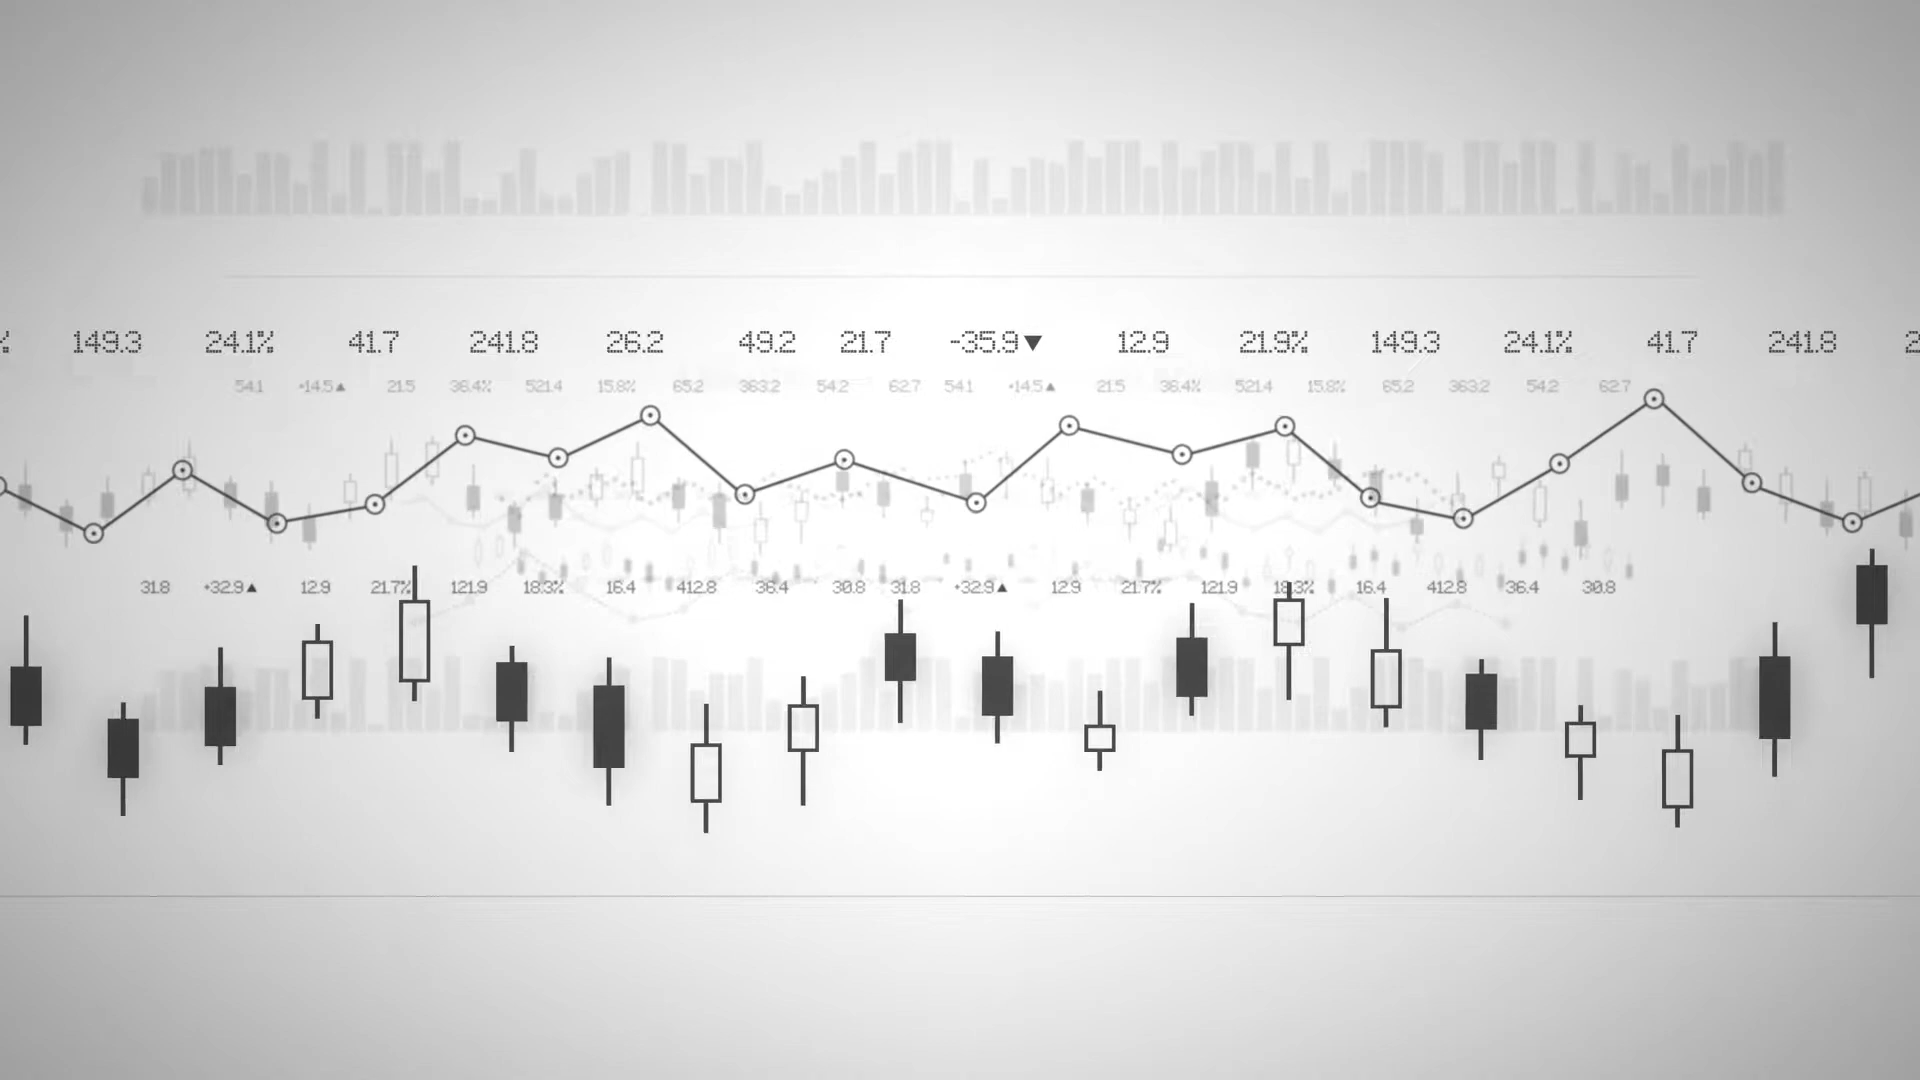 % 149.3 24.1% 41.7 241.8 26.2 49.2 21.7 -35.9▼ 12.9 21.9% 149.3 24.1% 41.7 241.8 2
54.1 +14.5▲ 21.5 36.4% 521.4 15.8% 65.2 363.2 54.2 62.7 54.1 +14.5▲ 21.5 36.4% 521.4 15.8% 65.2 363.2 54.2 62.7
31.8 +32.9▲ 12.9 21.7% 121.9 18.3% 16.4 412.8 36.4 30.8 31.8 +32.9▲ 12.9 21.7% 121.9 18.3% 16.4 412.8 36.4 30.8